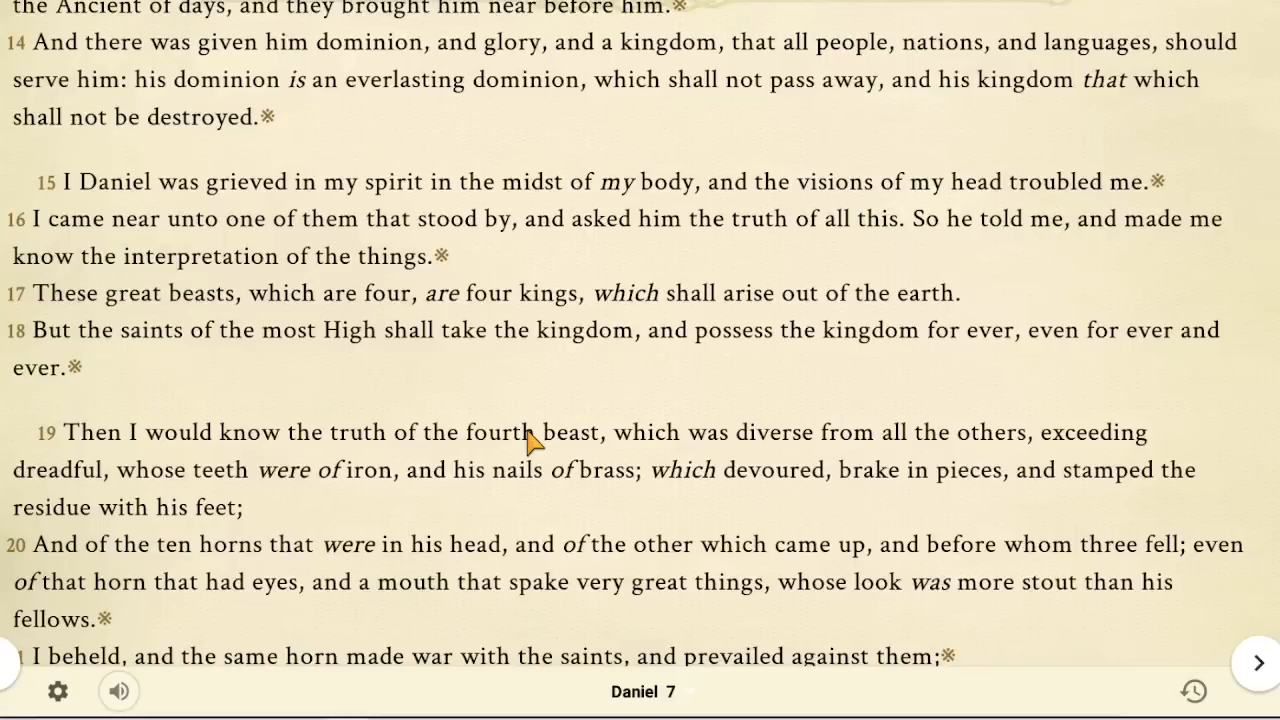 the Ancient of days, and they brought him near before him.※
14 And there was given him dominion, and glory, and a kingdom, that all people, nations, and languages, should
serve him: his dominion is an everlasting dominion, which shall not pass away, and his kingdom that which
shall not be destroyed.※
15 I Daniel was grieved in my spirit in the midst of my body, and the visions of my head troubled me.※
16 I came near unto one of them that stood by, and asked him the truth of all this. So he told me, and made me
know the interpretation of the things.※
17 These great beasts, which are four, are four kings, which shall arise out of the earth.
18 But the saints of the most High shall take the kingdom, and possess the kingdom for ever, even for ever and
ever.※
19 Then I would know the truth of the fourth beast, which was diverse from all the others, exceeding
dreadful, whose teeth were of iron, and his nails of brass; which devoured, brake in pieces, and stamped the
residue with his feet;
20 And of the ten horns that were in his head, and of the other which came up, and before whom three fell; even
of that horn that had eyes, and a mouth that spake very great things, whose look was more stout than his
fellows.※
I beheld, and the same horn made war with the saints, and prevailed against them;※
Daniel 7